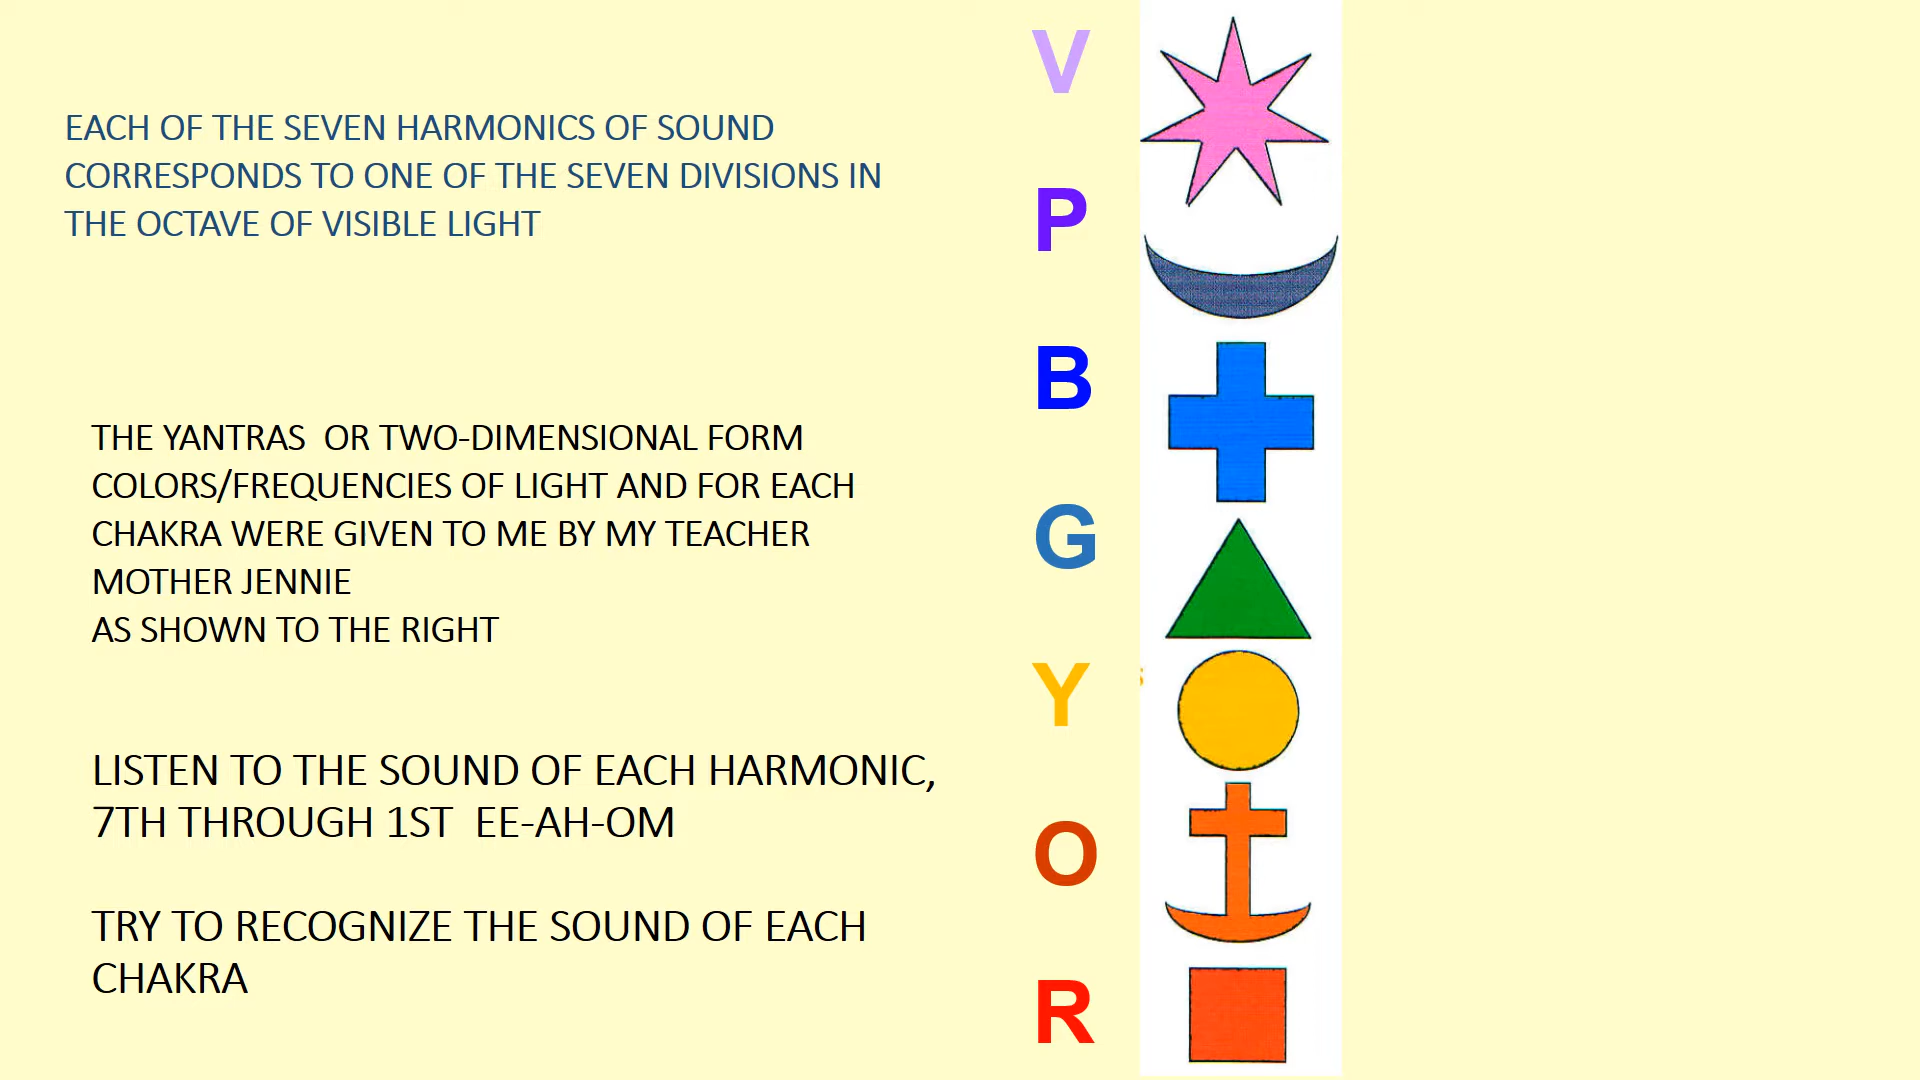 EACH OF THE SEVEN HARMONICS OF SOUND
CORRESPONDS TO ONE OF THE SEVEN DIVISIONS IN
THE OCTAVE OF VISIBLE LIGHT
THE YANTRAS  OR TWO-DIMENSIONAL FORM
COLORS/FREQUENCIES OF LIGHT AND FOR EACH
CHAKRA WERE GIVEN TO ME BY MY TEACHER
MOTHER JENNIE
AS SHOWN TO THE RIGHT
LISTEN TO THE SOUND OF EACH HARMONIC,
7TH THROUGH 1ST  EE-AH-OM
TRY TO RECOGNIZE THE SOUND OF EACH
CHAKRA
V
P
B
G
Y
O
R